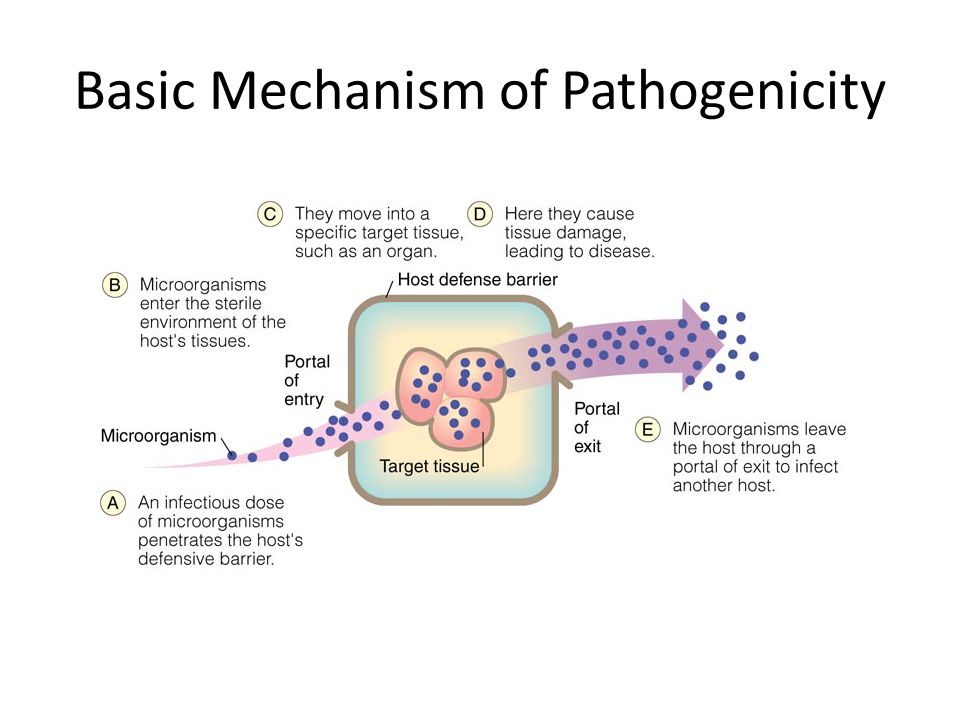 Basic Mechanism of Pathogenicity
C They move into a
specific target tissue,
such as an organ.
D Here they cause
tissue damage,
leading to disease.
B Microorganisms
enter the sterile
environment of the
host's tissues.
Host defense barrier
Portal
of
entry
Microorganism
Target tissue
Portal
of
exit
A An infectious dose
of microorganisms
penetrates the host's
defensive barrier.
E Microorganisms leave
the host through a
portal of exit to infect
another host.